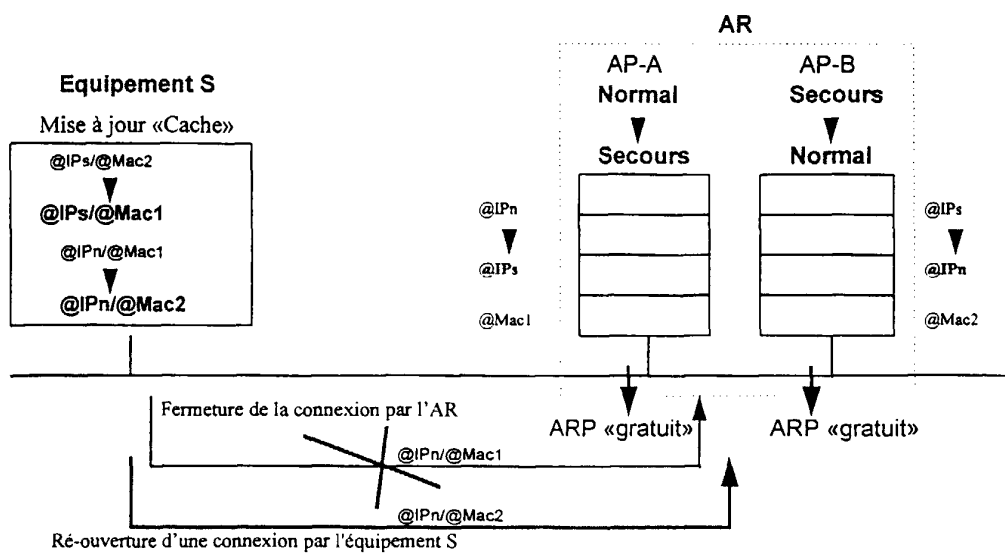 AR
Equipement S
Mise à jour «Cache»
@IPs/@Mac2
@IPs/@Mac1
@IPn/@Mac1
@IPn/@Mac2
AP-A
Normal
Secours
AP-B
Secours
Normal
@IPn
@IPs
@Mac1
@IPs
@IPn
@Mac2
ARP «gratuit»
ARP «gratuit»
Fermeture de la connexion par l'AR
@IPn/@Mac1
@IPn/@Mac2
Ré-ouverture d'une connexion par l'équipement S